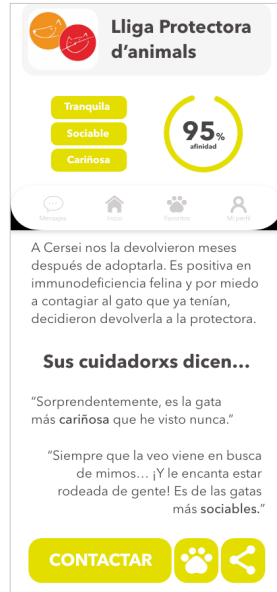 Lliga Protectora
d’animals
Tranquila
Sociable
Cariñosa
95%
afinidad
Mensajes
Inicio
Favoritos
Mi perfil
A Cersei nos la devolvieron meses
después de adoptarla. Es positiva en
immunodeficiencia felina y por miedo
a contagiar al gato que ya tenían,
decidieron devolverla a la protectora.
Sus cuidadorxs dicen...
“Sorprendentemente, es la gata
más cariñosa que he visto nunca.”
“Siempre que la veo viene en busca
de mimos... ¡Y le encanta estar
rodeada de gente! Es de las gatas
más sociables.”
CONTACTAR